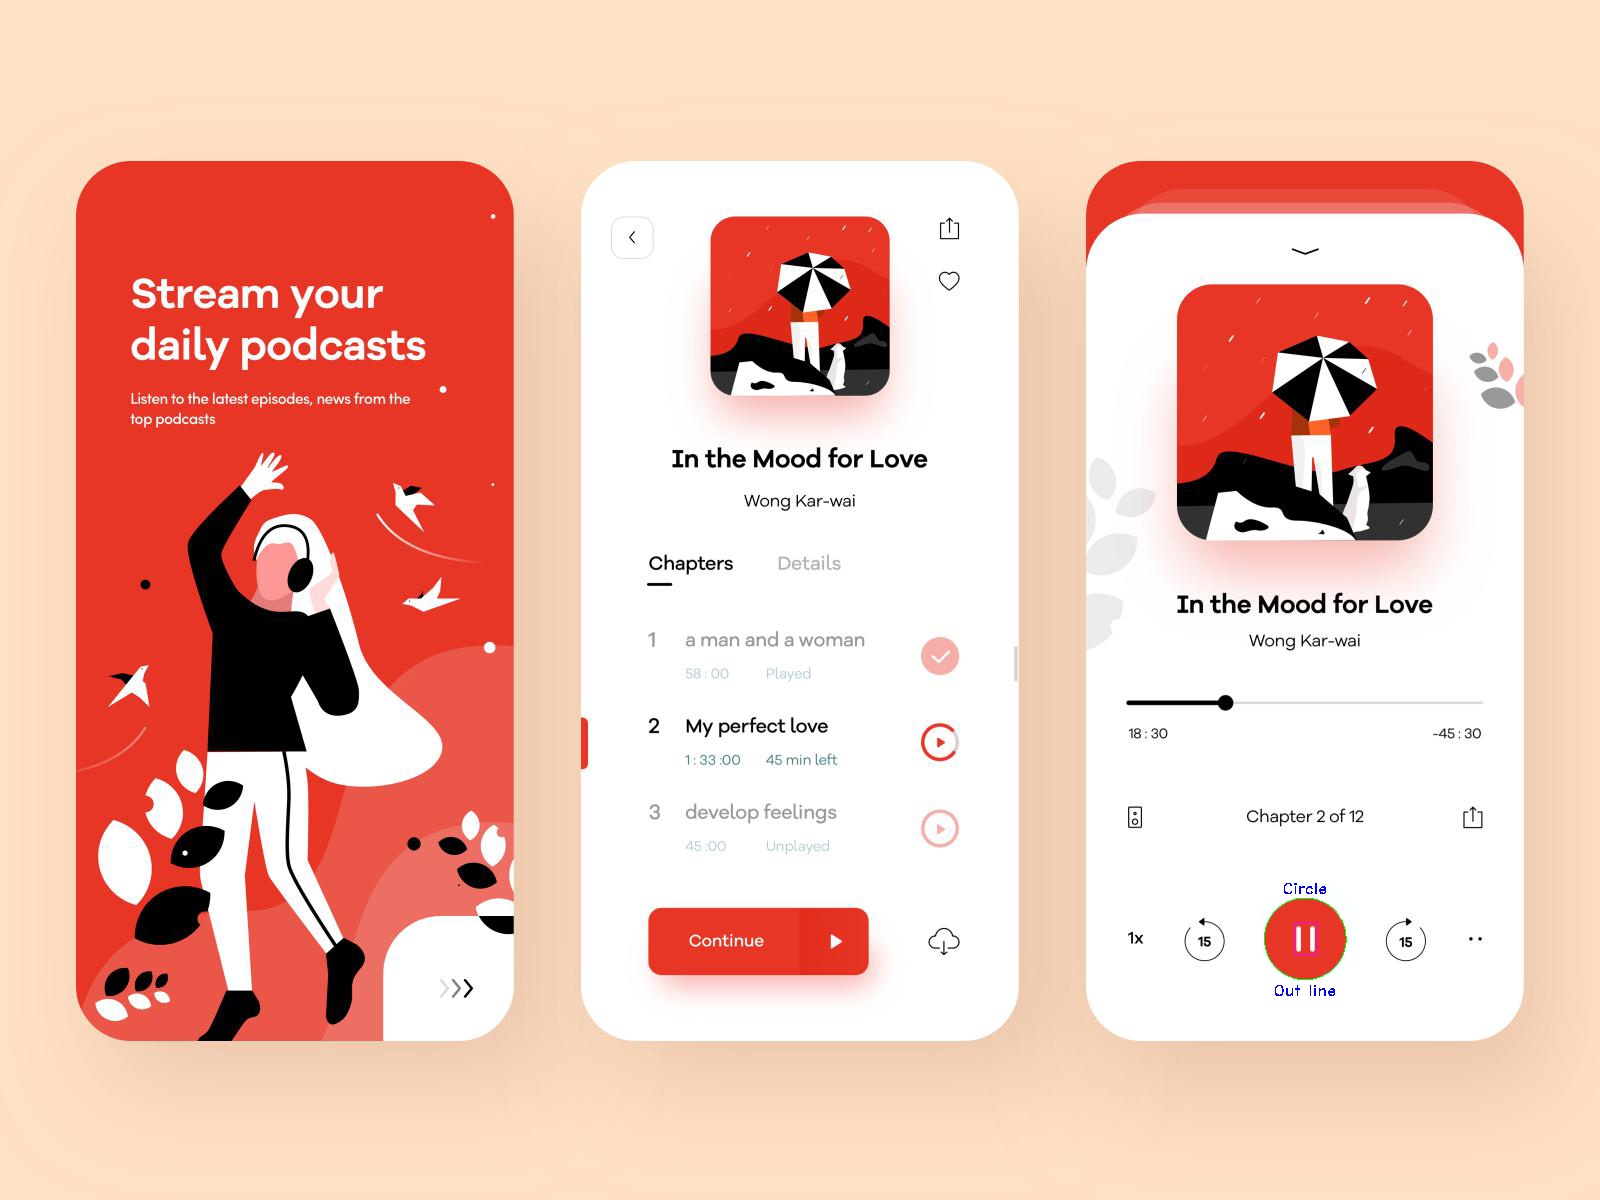 Stream your
daily podcasts
Listen to the latest episodes, news from the
top podcasts
In the Mood for Love
Wong Kar-wai
Chapters Details
1 a man and a woman
58 : 00 Played
2 My perfect love
1 : 33 :00 45 min left
3 develop feelings
45 :00 Unplayed
Continue
In the Mood for Love
Wong Kar-wai
18 : 30 -45 : 30
Chapter 2 of 12
Circle
1x 15 15
Out line